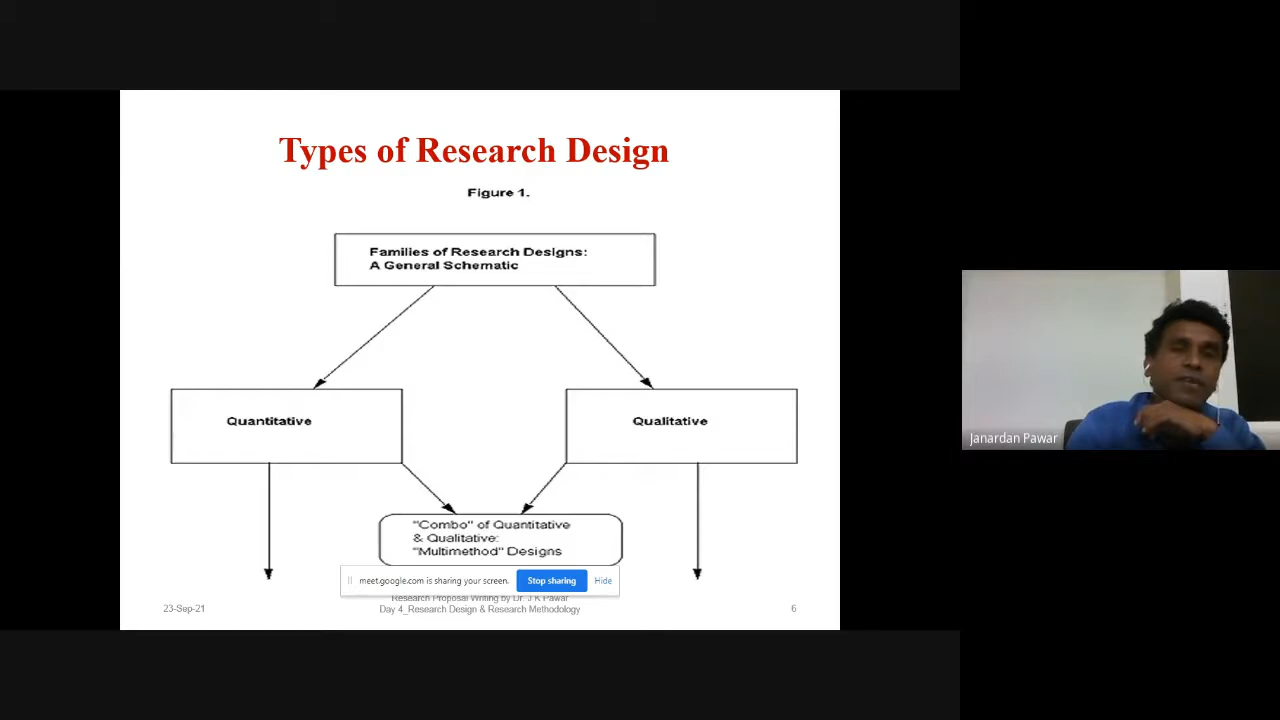 Types of Research Design
Figure 1.
Families of Research Designs:
A General Schematic
Quantitative
Qualitative
"Combo" of Quantitative
& Qualitative:
"Multimethod" Designs
meet.google.com is sharing your screen.
Stop sharing
Hide
Research Proposal Writing by Dr. J K Pawar
23-Sep-21
Day 4_Research Design & Research Methodology
6
Janardan Pawar